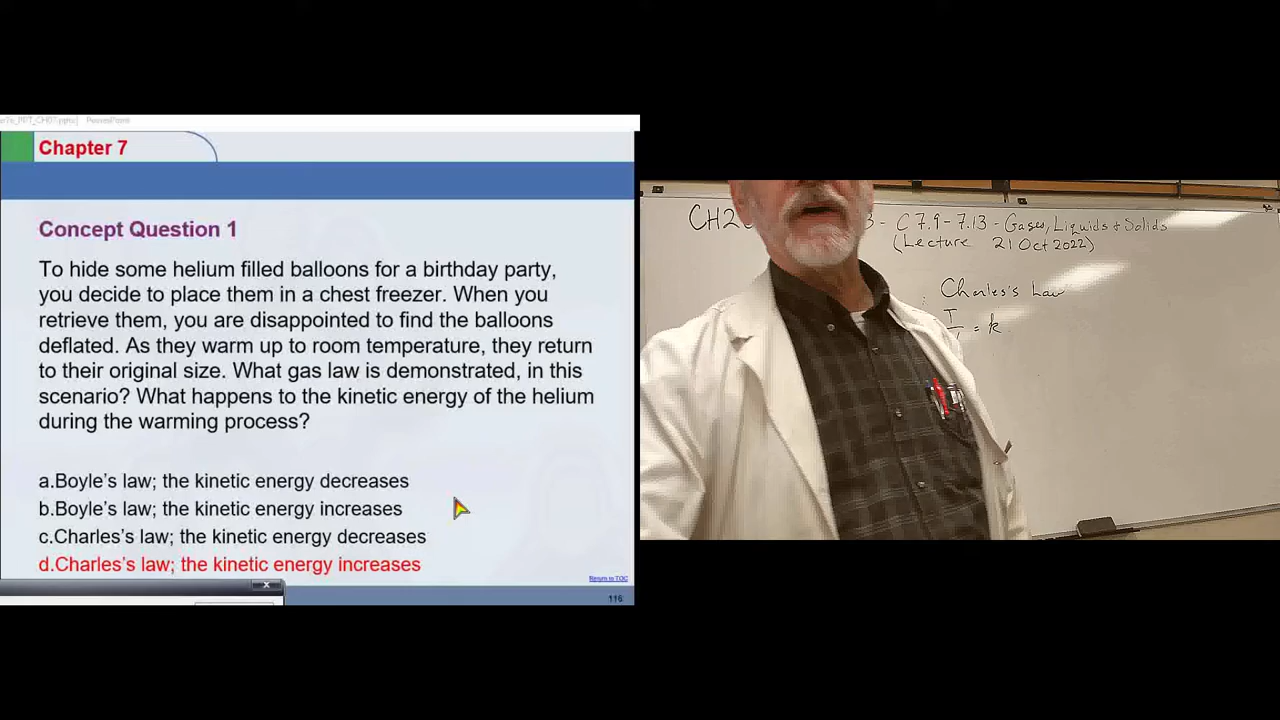 PowerPoint
Chapter 7
Concept Question 1
To hide some helium filled balloons for a birthday party,
you decide to place them in a chest freezer. When you
retrieve them, you are disappointed to find the balloons
deflated. As they warm up to room temperature, they return
to their original size. What gas law is demonstrated, in this
scenario? What happens to the kinetic energy of the helium
during the warming process?
a.Boyle's law; the kinetic energy decreases
b.Boyle's law; the kinetic energy increases
c.Charles's law; the kinetic energy decreases
d.Charles's law; the kinetic energy increases
Return to TOC
116
C 7.9-7.13 - Gases, Liquids & Solids
(Lecture 21 Oct 2022)
Charles's Law
= k